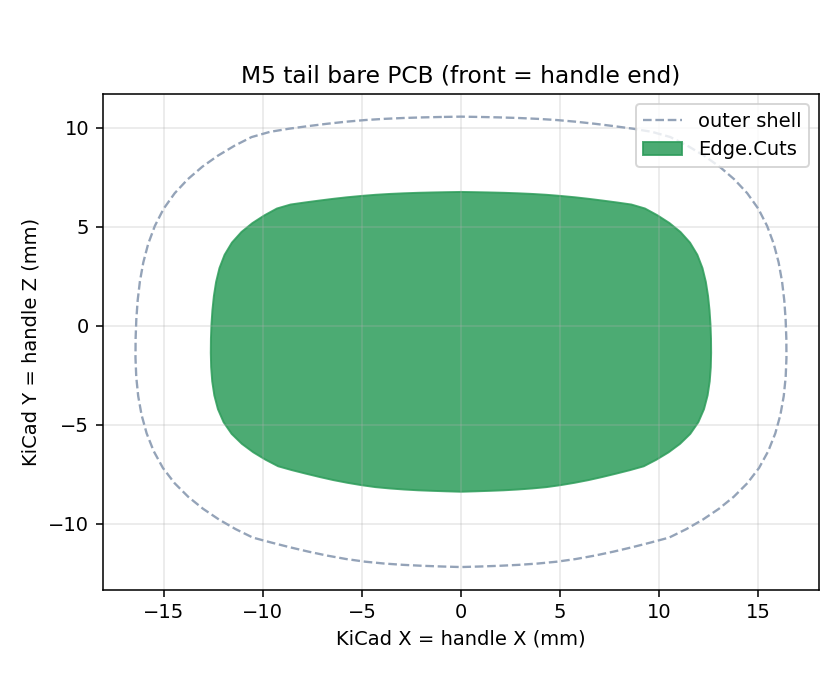 M5 tail bare PCB (front = handle end)
outer shell
Edge.Cuts
KiCad Y = handle Z (mm)
10
5
0
−5
−10
−15
−10
−5
0
5
10
15
KiCad X = handle X (mm)